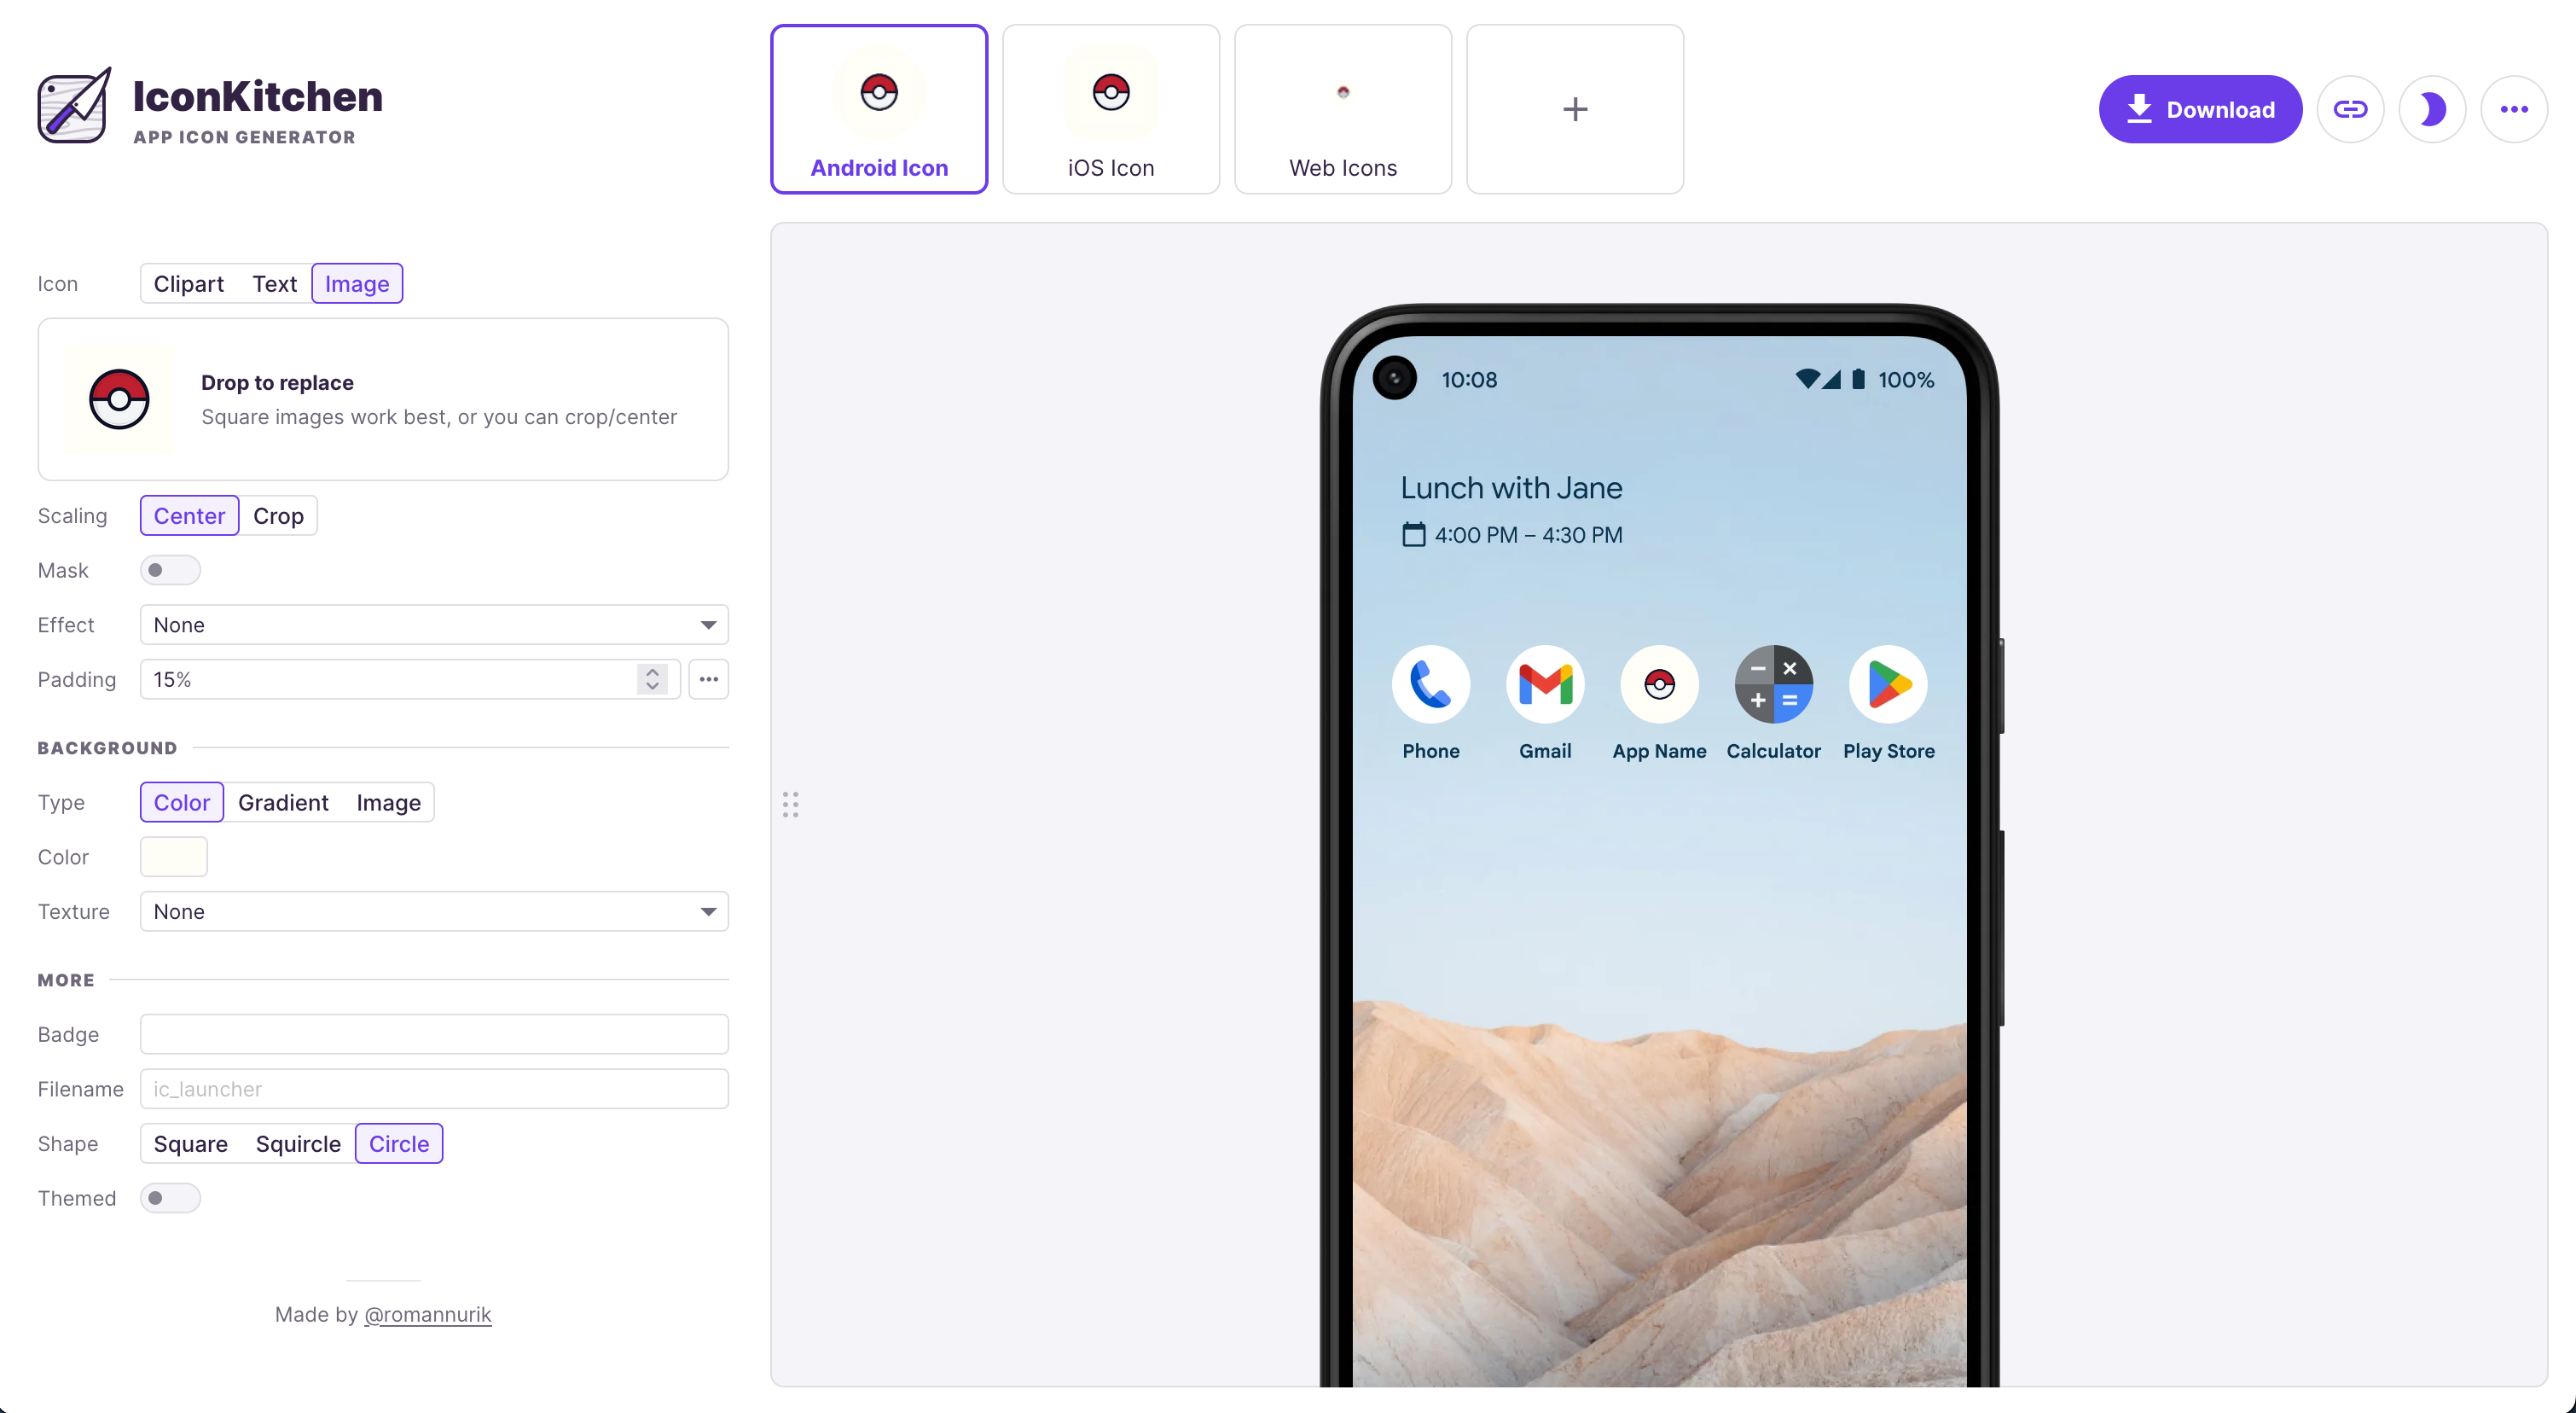 IconKitchen
APP ICON GENERATOR
Android Icon
iOS Icon
Web Icons
Download
Icon
Clipart
Text
Image
Drop to replace
Square images work best, or you can crop/center
Scaling
Center
Crop
Mask
Effect
None
Padding
15%
BACKGROUND
Type
Color
Gradient
Image
Color
Texture
None
MORE
Badge
Filename
ic_launcher
Shape
Square
Squircle
Circle
Themed
Made by @romannurik
10:08
100%
Lunch with Jane
4:00 PM – 4:30 PM
Phone
Gmail
App Name
Calculator
Play Store